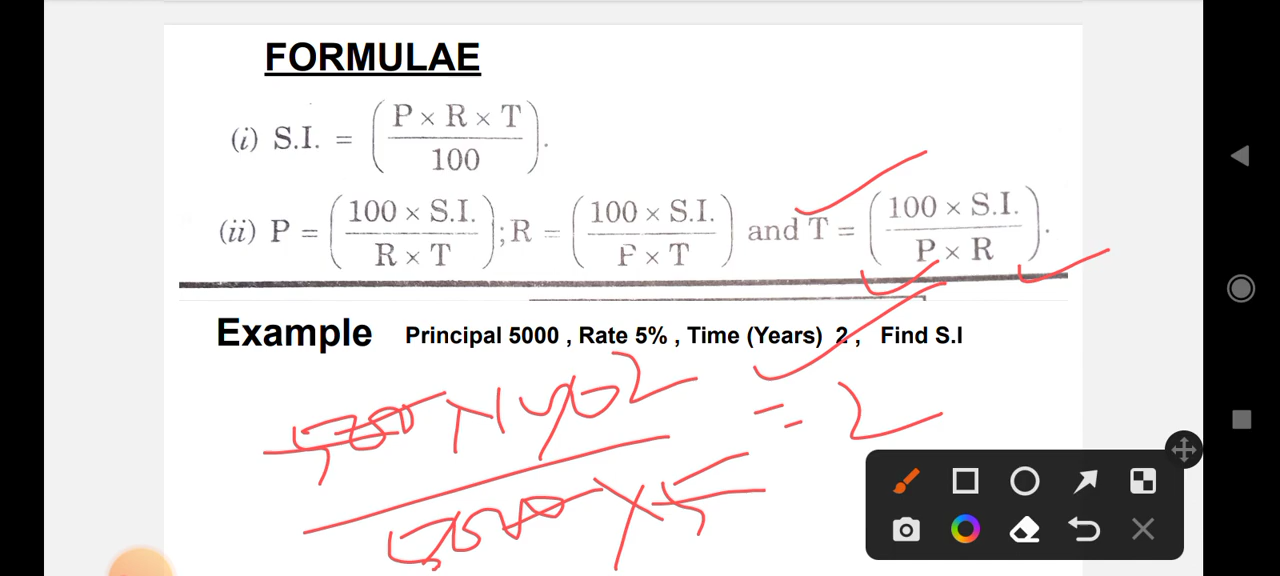 FORMULAE
(i) S.I. = ( P × R × T / 100 ).
(ii) P = ( 100 × S.I. / R × T ); R = ( 100 × S.I. / P × T ) and T = ( 100 × S.I. / P × R ).
Example Principal 5000 , Rate 5% , Time (Years) 2 , Find S.I
= 2